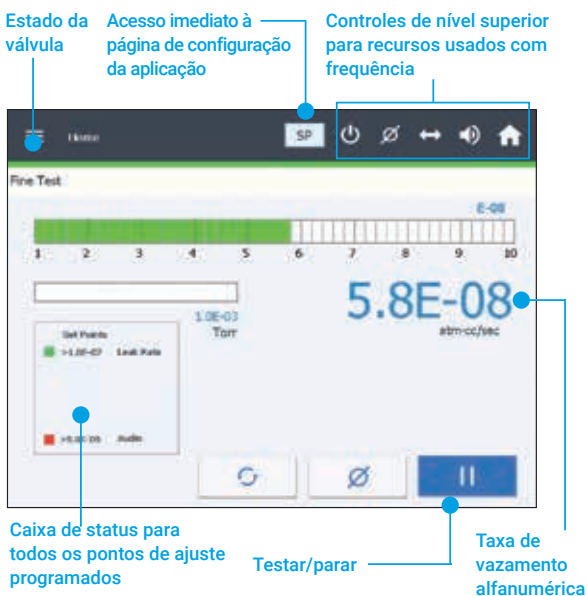 Estado da
válvula
Acesso imediato à
página de configuração
da aplicação
Controles de nível superior
para recursos usados com
frequência
Home
SP
Fine Test
E-08
1 2 3 4 5 6 7 8 9 10
5.8E-08
atm-cc/sec
1.0E-03
Torr
Set Points
>1.0E-07 Leak Rate
Audio
Caixa de status para
todos os pontos de ajuste
programados
Testar/parar
Taxa de
vazamento
alfanumérica